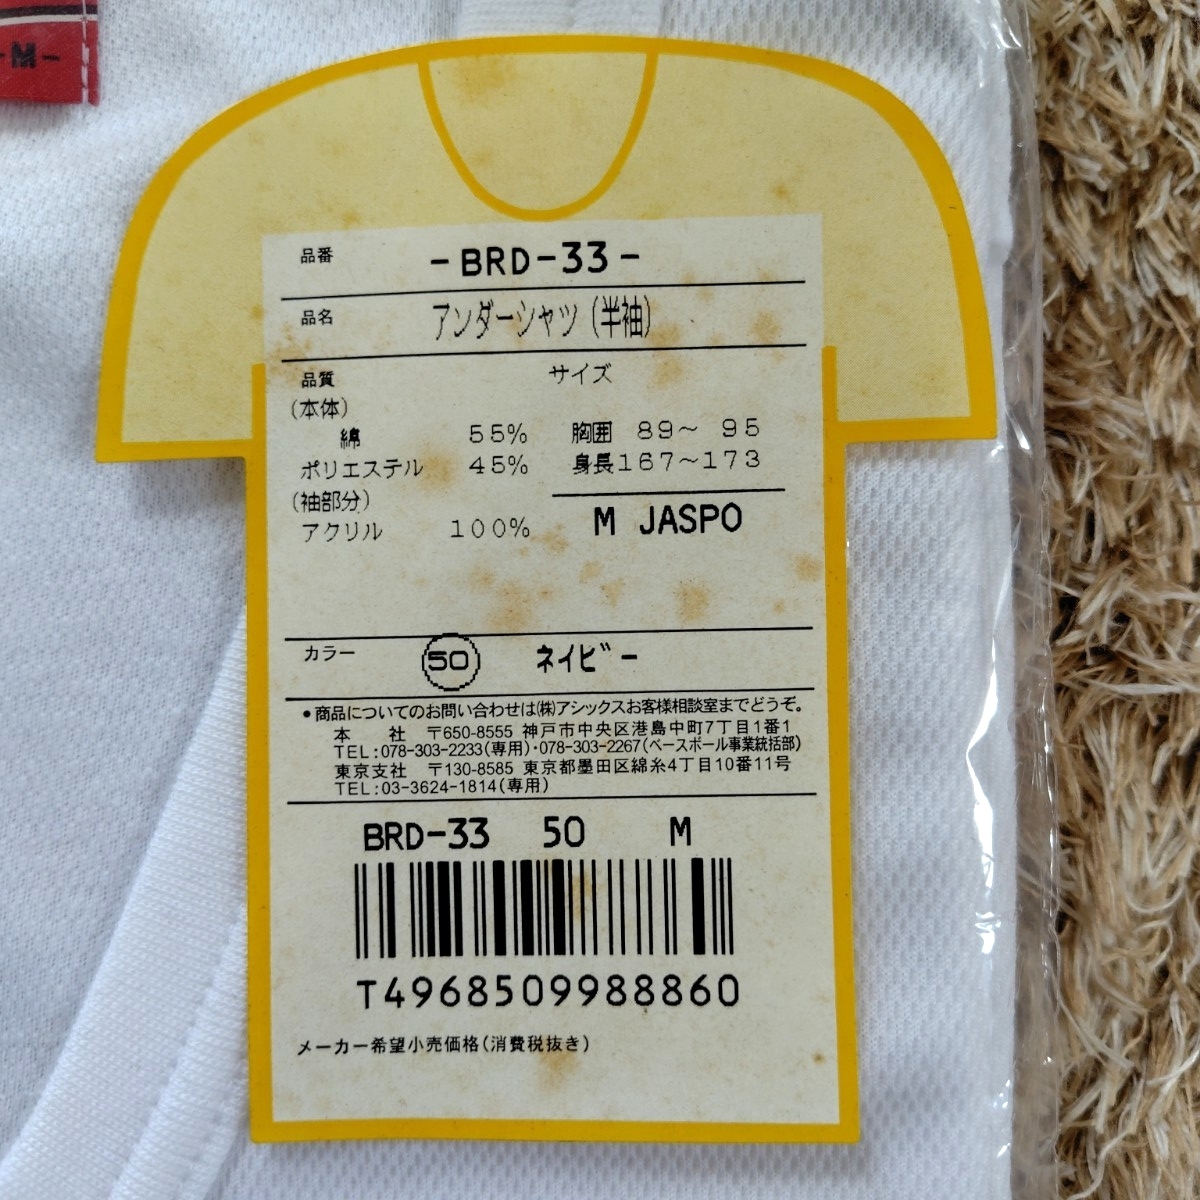 -M-
品番 -BRD-33-
品名 アンダーシャツ(半袖)
品質 サイズ
(本体)
綿 55% 胸囲 89〜 95
ポリエステル 45% 身長167〜173
(袖部分)
アクリル 100% M JASPO
カラー 50 ネイビー
●商品についてのお問い合わせは(株)アシックスお客様相談室までどうぞ。
本 社 〒650-8555 神戸市中央区港島中町7丁目1番1
TEL:078-303-2233(専用)・078-303-2267(ベースボール事業統括部)
東京支社 〒130-8585 東京都墨田区綿糸4丁目10番11号
TEL:03-3624-1814(専用)
BRD-33 50 M
T4968509988860
メーカー希望小売価格(消費税抜き)